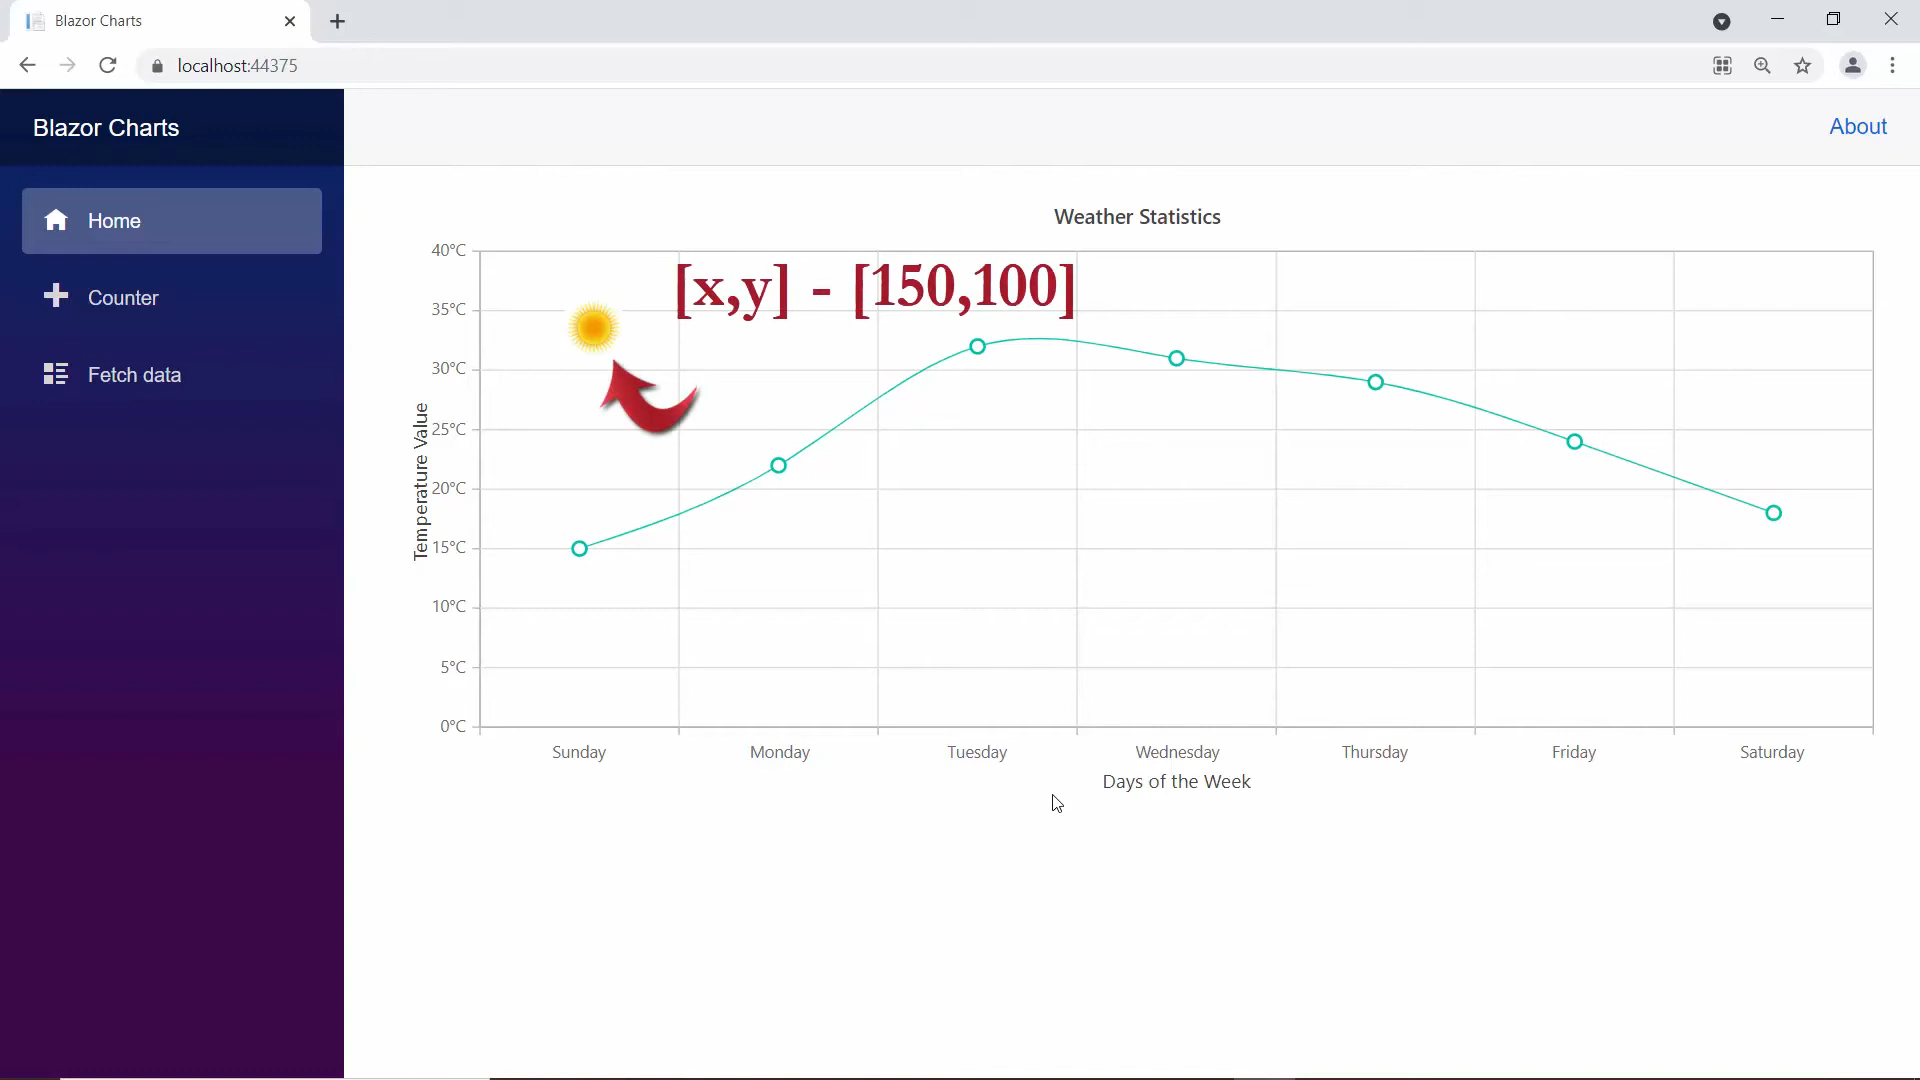 Blazor Charts
localhost:44375
Blazor Charts
About
Home
Counter
Fetch data
Weather Statistics
[x,y] - [150,100]
40°C
35°C
30°C
25°C
20°C
15°C
10°C
5°C
0°C
Temperature Value
Sunday Monday Tuesday Wednesday Thursday Friday Saturday
Days of the Week